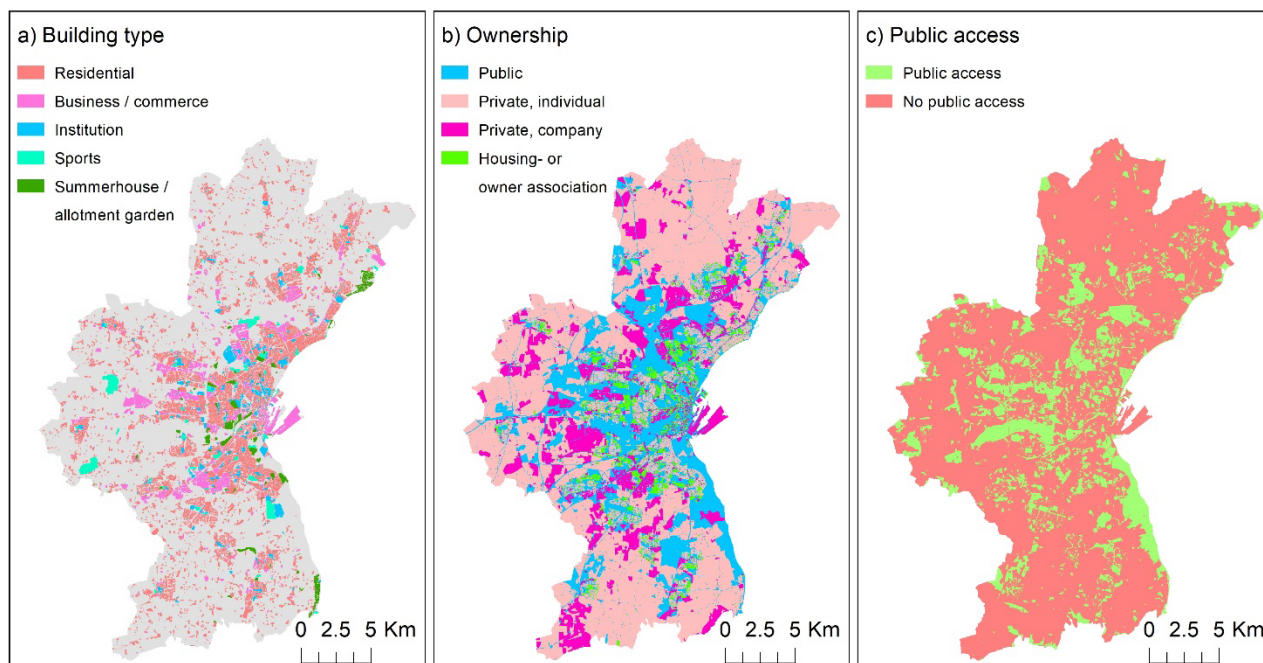 a) Building type
Residential
Business / commerce
Institution
Sports
Summerhouse /
allotment garden
0 2.5 5 Km
b) Ownership
Public
Private, individual
Private, company
Housing- or
owner association
0 2.5 5 Km
c) Public access
Public access
No public access
0 2.5 5 Km